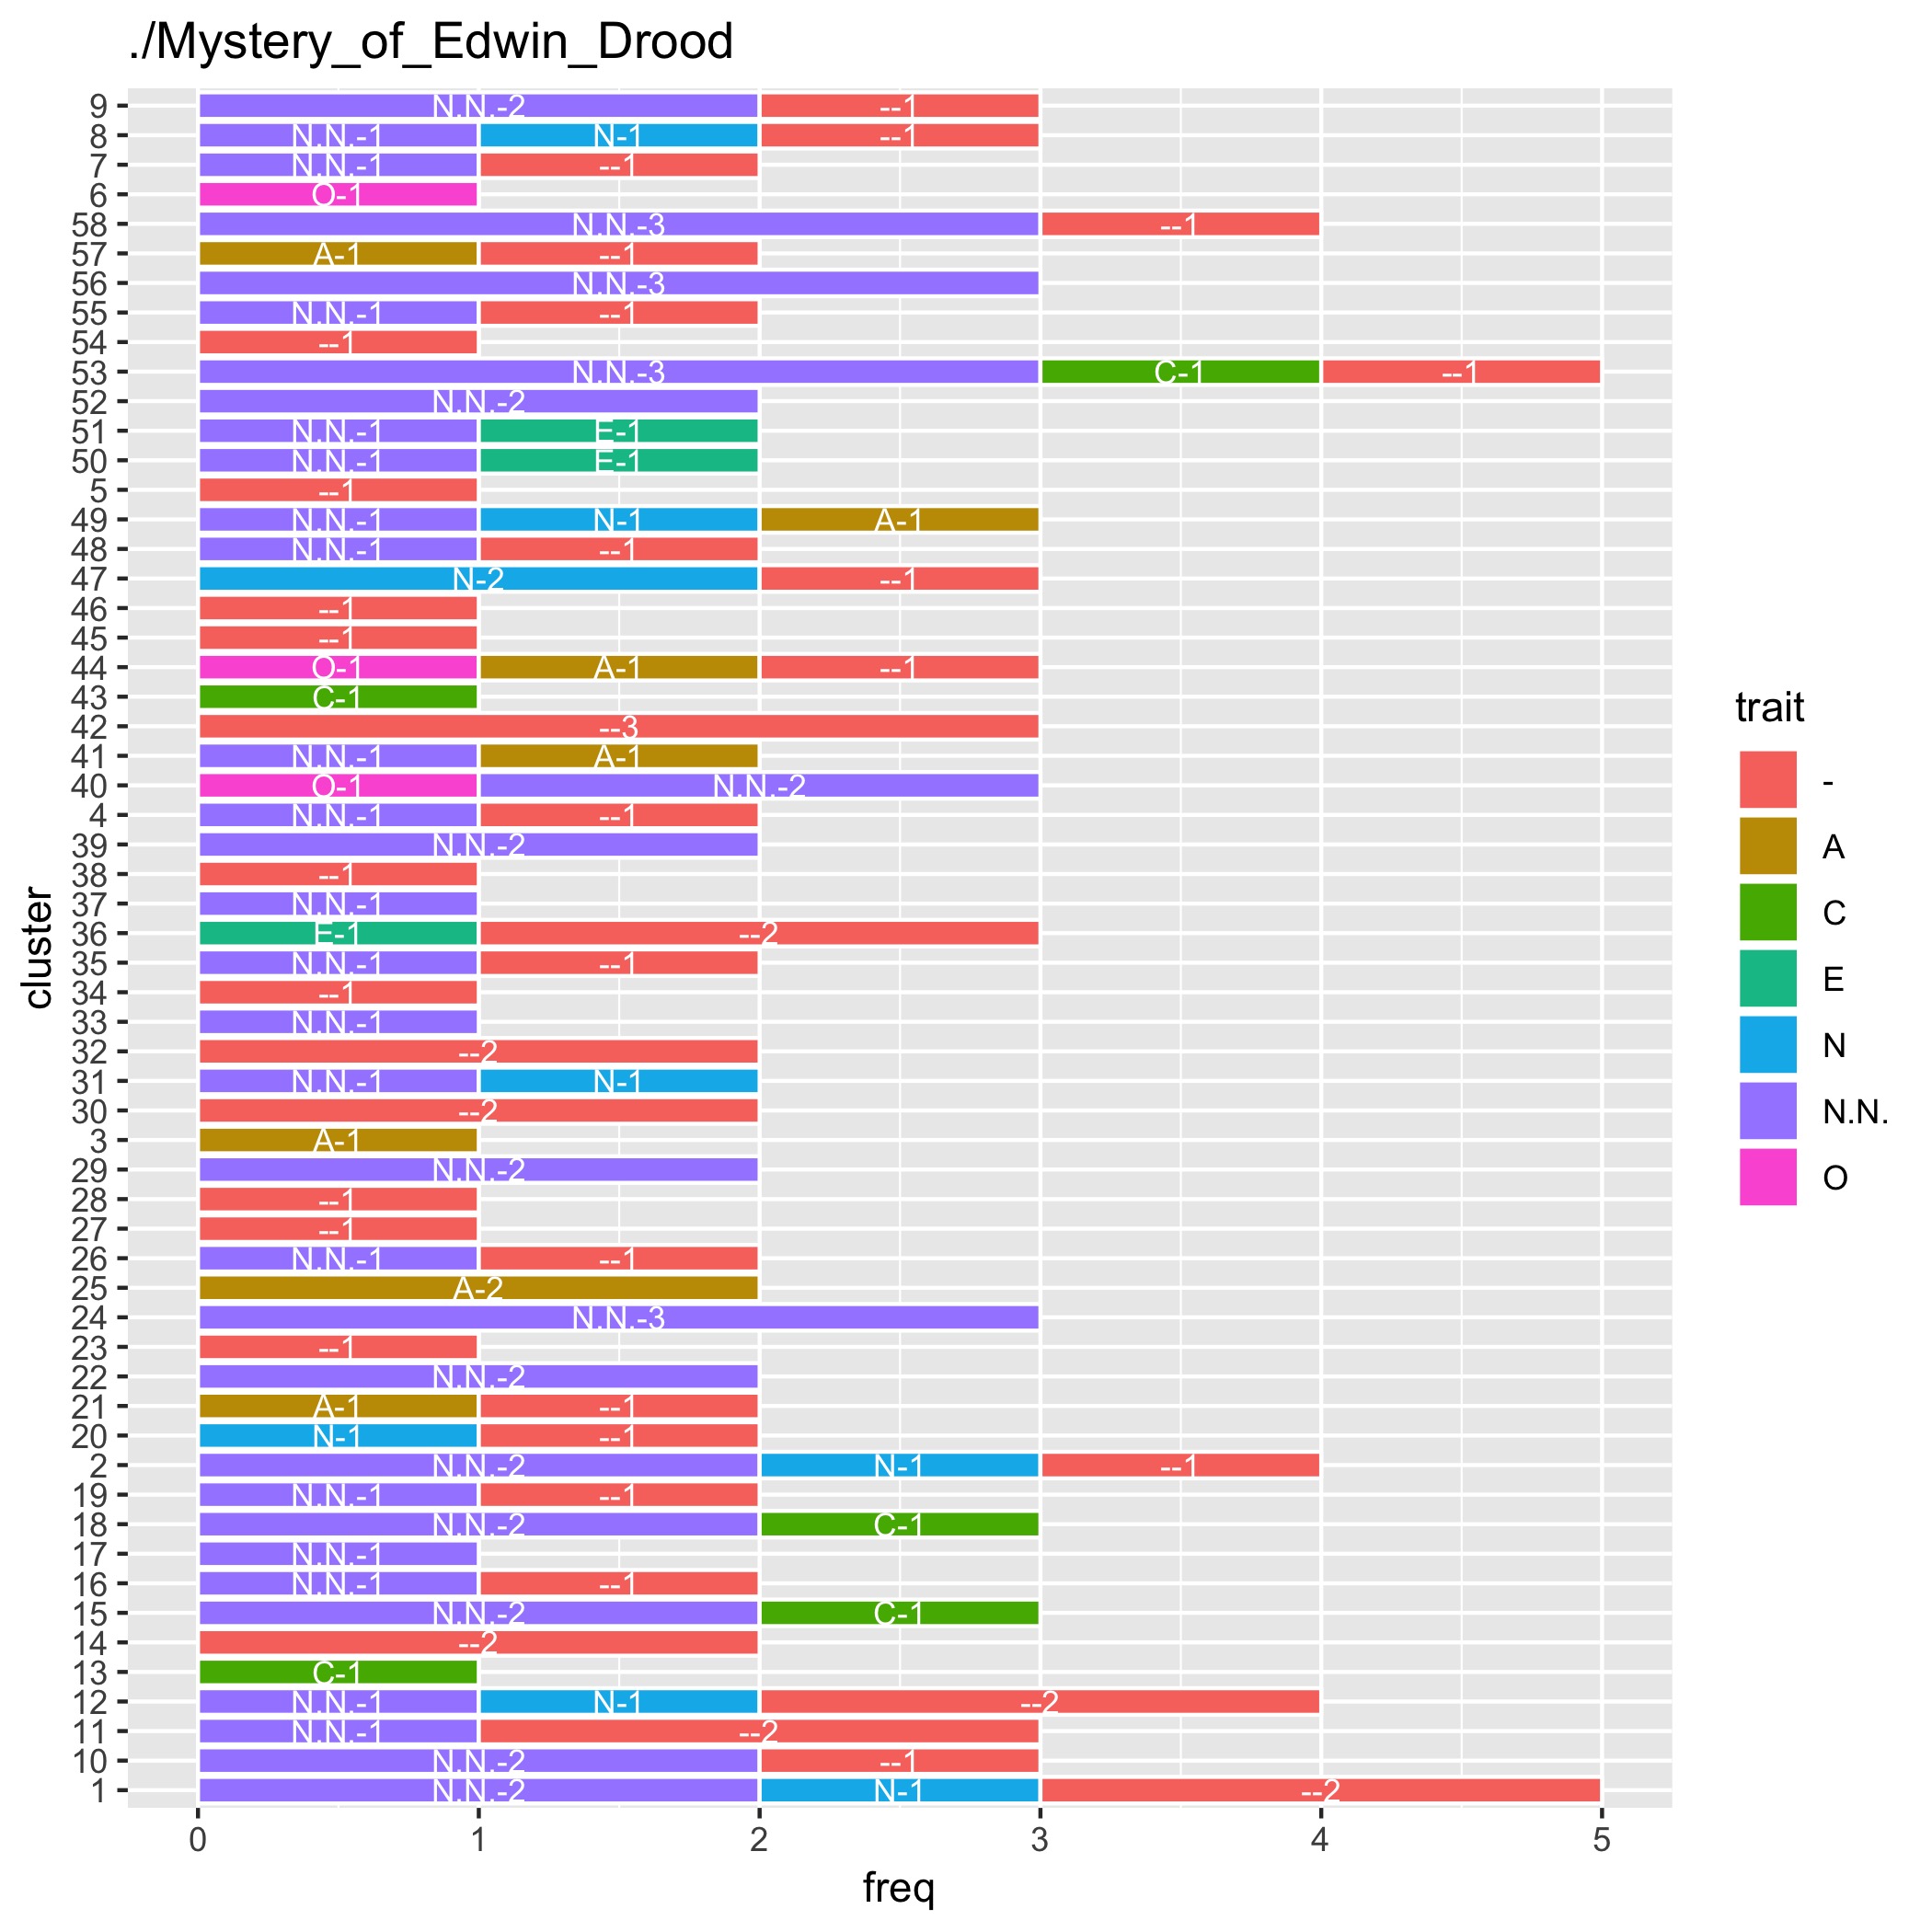 ./Mystery_of_Edwin_Drood
9 N.N.-2 --1
8 N.N.-1 N-1 --1
7 N.N.-1 --1
6 O-1
58 N.N.-3 --1
57 A-1 --1
56 N.N.-3
55 N.N.-1 --1
54 --1
53 N.N.-3 C-1 --1
52 N.N.-2
51 N.N.-1 E-1
50 N.N.-1 E-1
5 --1
49 N.N.-1 N-1 A-1
48 N.N.-1 --1
47 N-2 --1
46 --1
45 --1
44 O-1 A-1 --1
43 C-1
42 --3
41 N.N.-1 A-1
40 O-1 N.N.-2
4 N.N.-1 --1
39 N.N.-2
38 --1
37 N.N.-1
36 E-1 --2
35 N.N.-1 --1
34 --1
33 N.N.-1
32 --2
31 N.N.-1 N-1
30 --2
3 A-1
29 N.N.-2
28 --1
27 --1
26 N.N.-1 --1
25 A-2
24 N.N.-3
23 --1
22 N.N.-2
21 A-1 --1
20 N-1 --1
2 N.N.-2 N-1 --1
19 N.N.-1 --1
18 N.N.-2 C-1
17 N.N.-1
16 N.N.-1 --1
15 N.N.-2 C-1
14 --2
13 C-1
12 N.N.-1 N-1 --2
11 N.N.-1 --2
10 N.N.-2 --1
1 N.N.-2 N-1 --2
0 1 2 3 4 5
freq
cluster
trait
-
A
C
E
N
N.N.
O